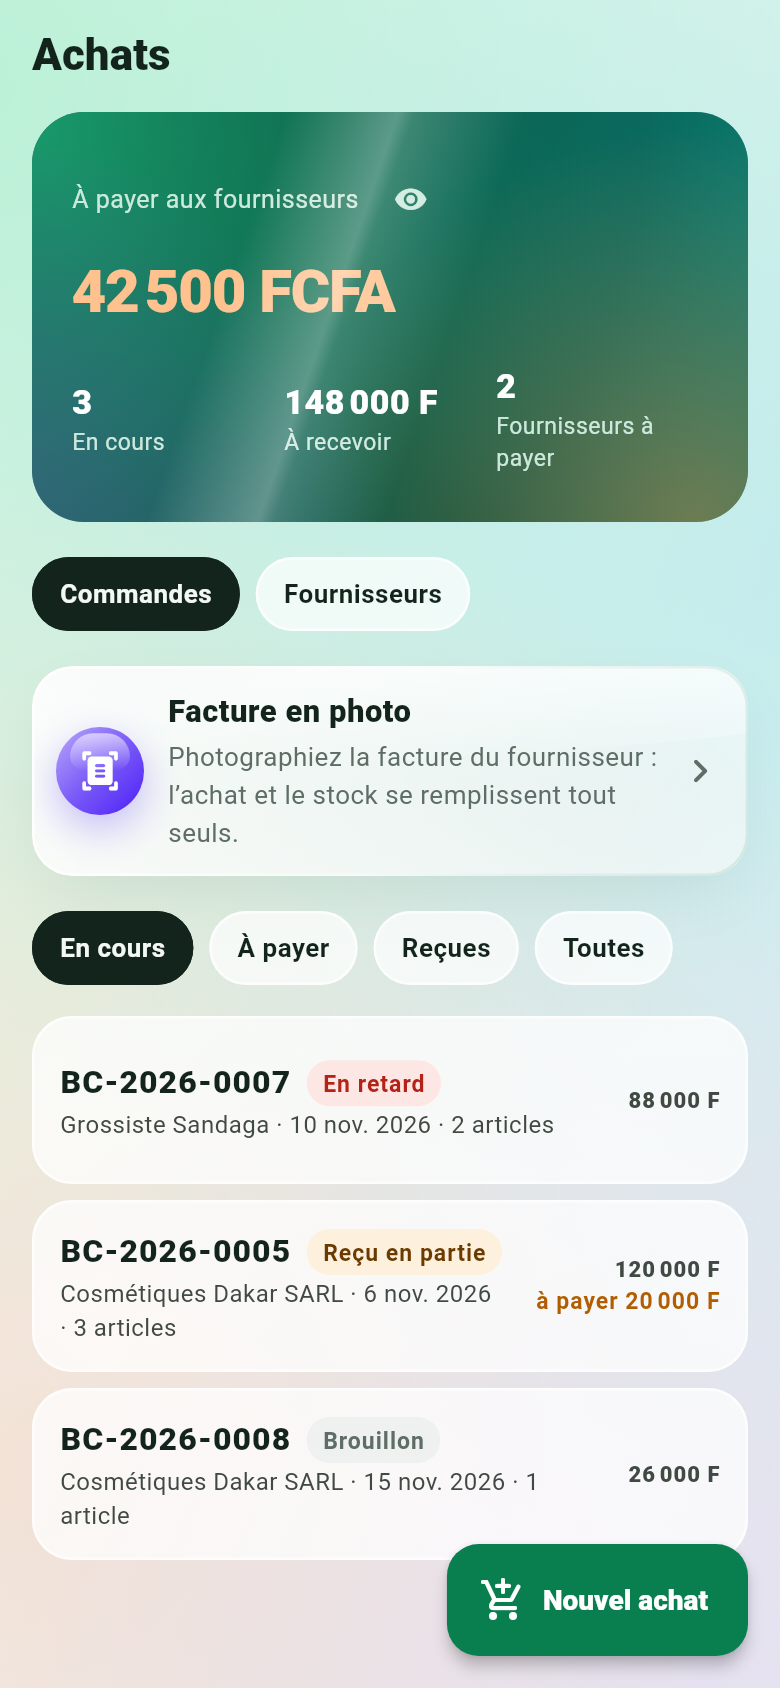 Achats
À payer aux fournisseurs
42 500 FCFA
3
En cours
148 000 F
À recevoir
2
Fournisseurs à
payer
Commandes
Fournisseurs
Facture en photo
Photographiez la facture du fournisseur :
l’achat et le stock se remplissent tout
seuls.
En cours
À payer
Reçues
Toutes
BC-2026-0007
En retard
Grossiste Sandaga · 10 nov. 2026 · 2 articles
88 000 F
BC-2026-0005
Reçu en partie
Cosmétiques Dakar SARL · 6 nov. 2026
· 3 articles
120 000 F
à payer 20 000 F
BC-2026-0008
Brouillon
Cosmétiques Dakar SARL · 15 nov. 2026 · 1
article
26 000 F
Nouvel achat